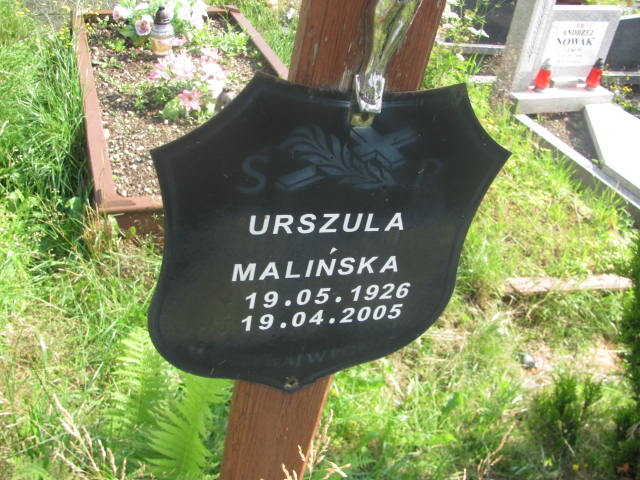 Ś.P.
ANDRZEJ
NOWAK
S P
URSZULA
MALIŃSKA
19.05.1926
19.04.2005